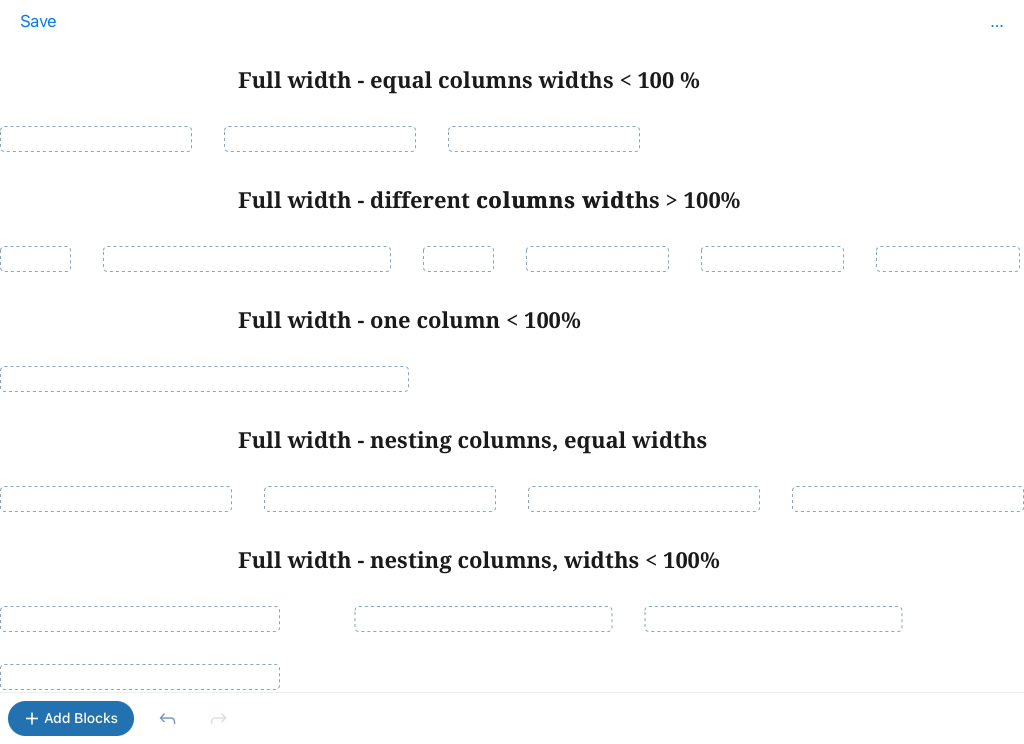 Save
...
Full width - equal columns widths < 100 %
Full width - different columns widths > 100%
Full width - one column < 100%
Full width - nesting columns, equal widths
Full width - nesting columns, widths < 100%
+ Add Blocks